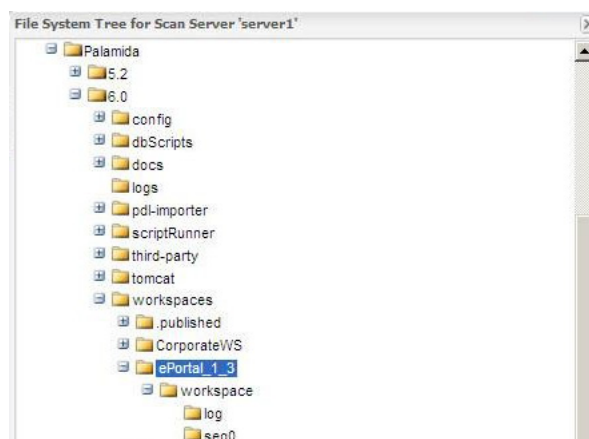 File System Tree for Scan Server 'server1'
Palamida
5.2
6.0
config
dbScripts
docs
logs
pdl-importer
scriptRunner
third-party
tomcat
workspaces
.published
CorporateWS
ePortal_1_3
workspace
log
seg0